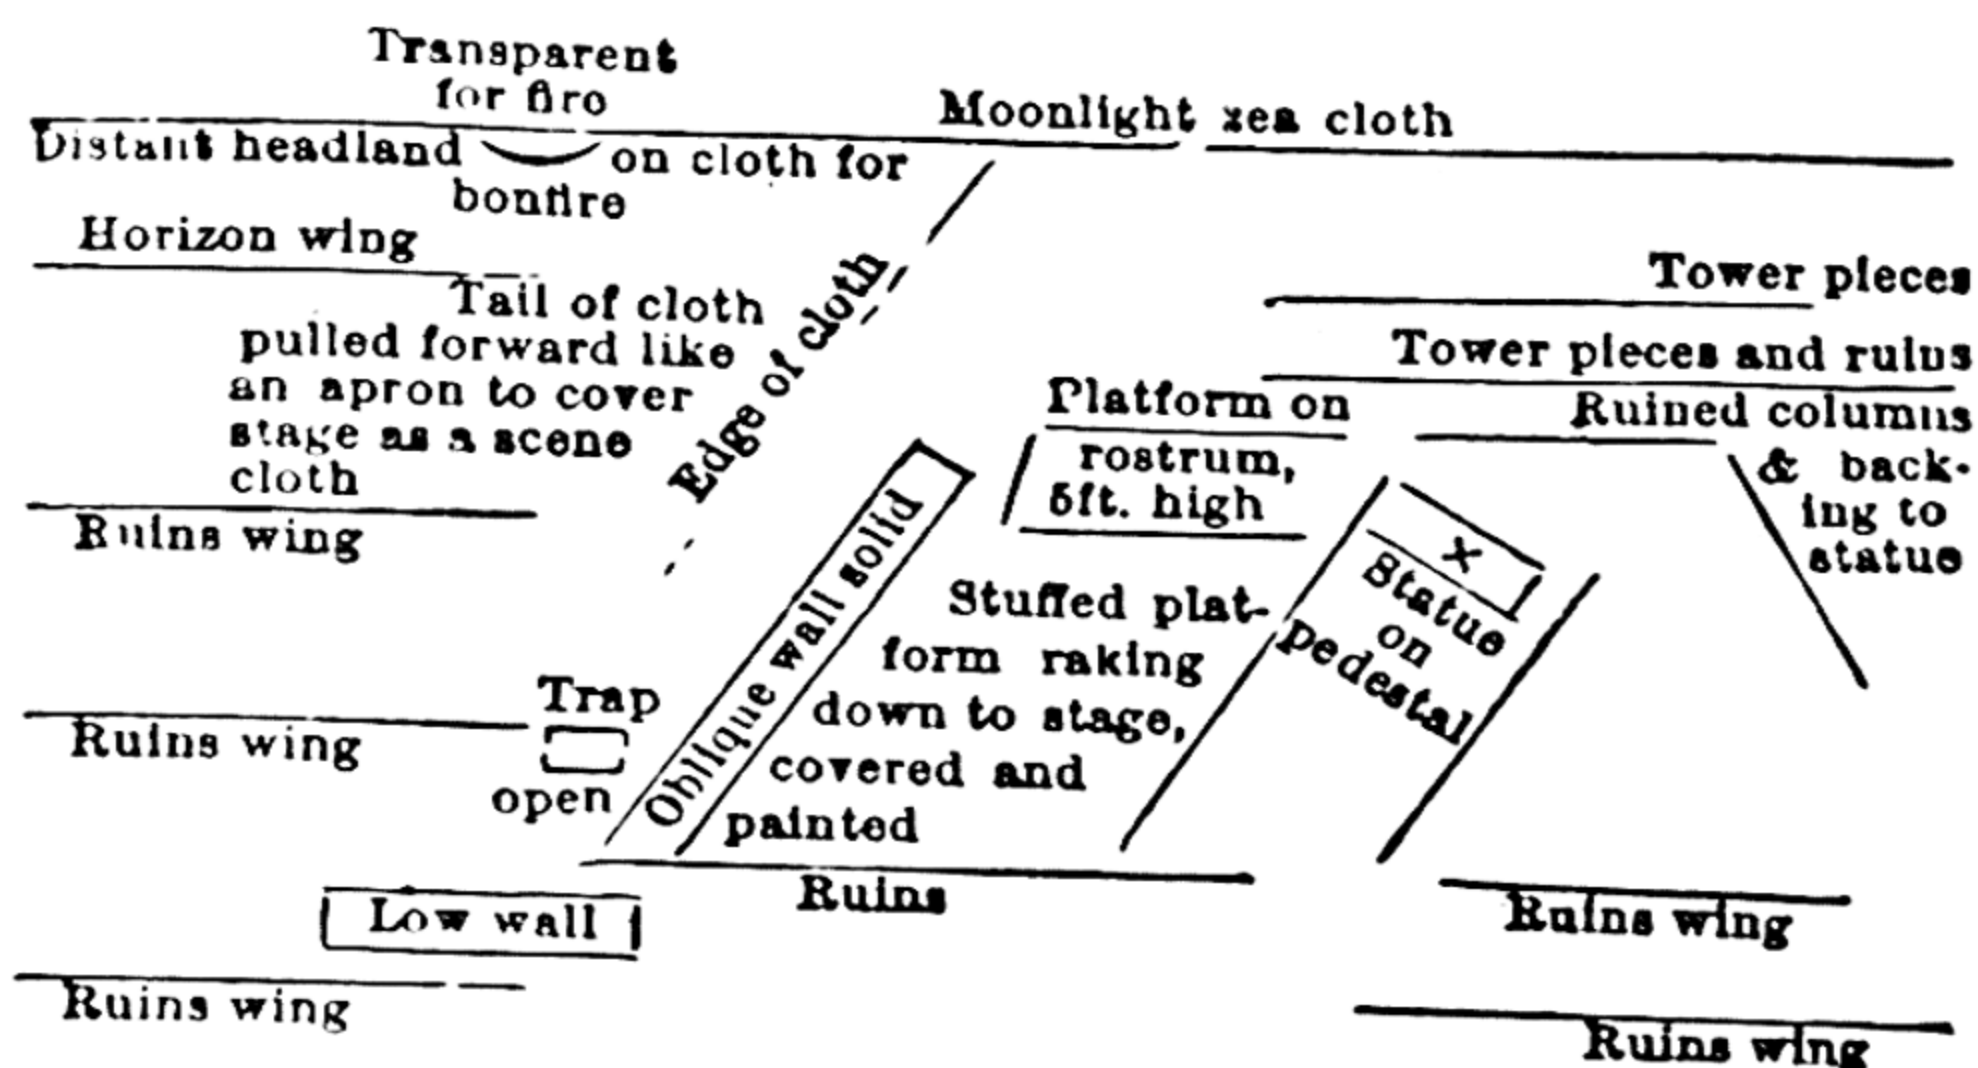 Transparent
for fire
Moonlight sea cloth
Distant headland on cloth for
bonfire
Horizon wing
Tail of cloth
pulled forward like
an apron to cover
stage as a scene
cloth
Edge of cloth
Tower pieces
Tower pieces and ruins
Ruined columns
& back-
ing to
statue
Platform on
rostrum,
6ft. high
Ruins wing
Oblique wall solid
X
Statue
on
pedestal
Stuffed plat-
form raking
down to stage,
covered and
painted
Ruins wing
Trap
open
Ruins
Low wall
Ruins wing
Ruins wing
Ruins wing